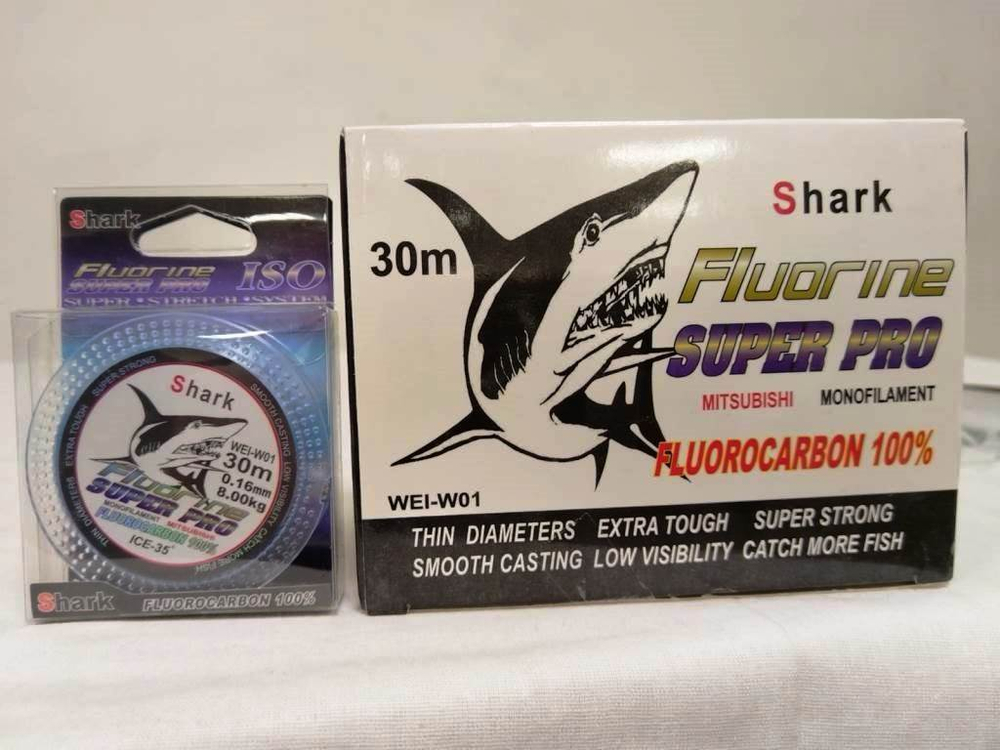 Shark
Fluorine ISO
SUPER PRO
SUPER • STRETCH • SYSTEM
EXTRA TOUGH SUPER STRONG
SMOOTH CASTING LOW VISIBILITY
THIN DIAMETERS
CATCH MORE FISH
Shark
WEI-W01
30m
0.16mm
8.00kg
Fluorine
SUPER PRO
MONOFILAMENT MITSUBISHI
FLUOROCARBON 100%
ICE-35°
Shark FLUOROCARBON 100%
30m
Shark
Fluorine
SUPER PRO
MITSUBISHI MONOFILAMENT
FLUOROCARBON 100%
WEI-W01
THIN DIAMETERS EXTRA TOUGH SUPER STRONG
SMOOTH CASTING LOW VISIBILITY CATCH MORE FISH